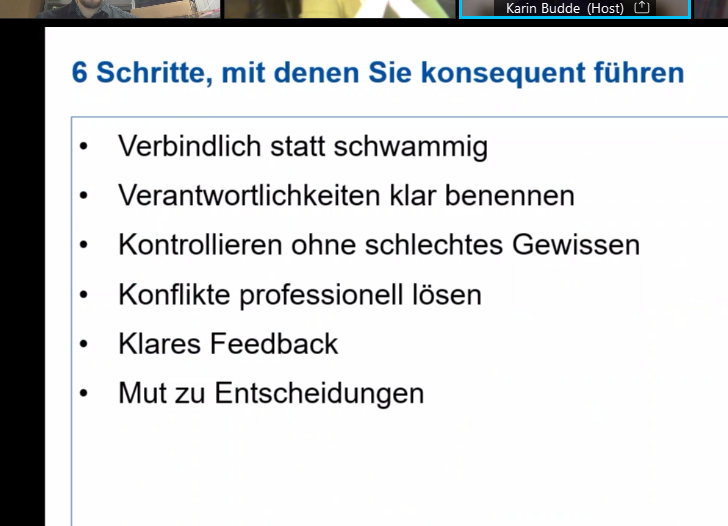 Karin Budde (Host)
6 Schritte, mit denen Sie konsequent führen
• Verbindlich statt schwammig
• Verantwortlichkeiten klar benennen
• Kontrollieren ohne schlechtes Gewissen
• Konflikte professionell lösen
• Klares Feedback
• Mut zu Entscheidungen